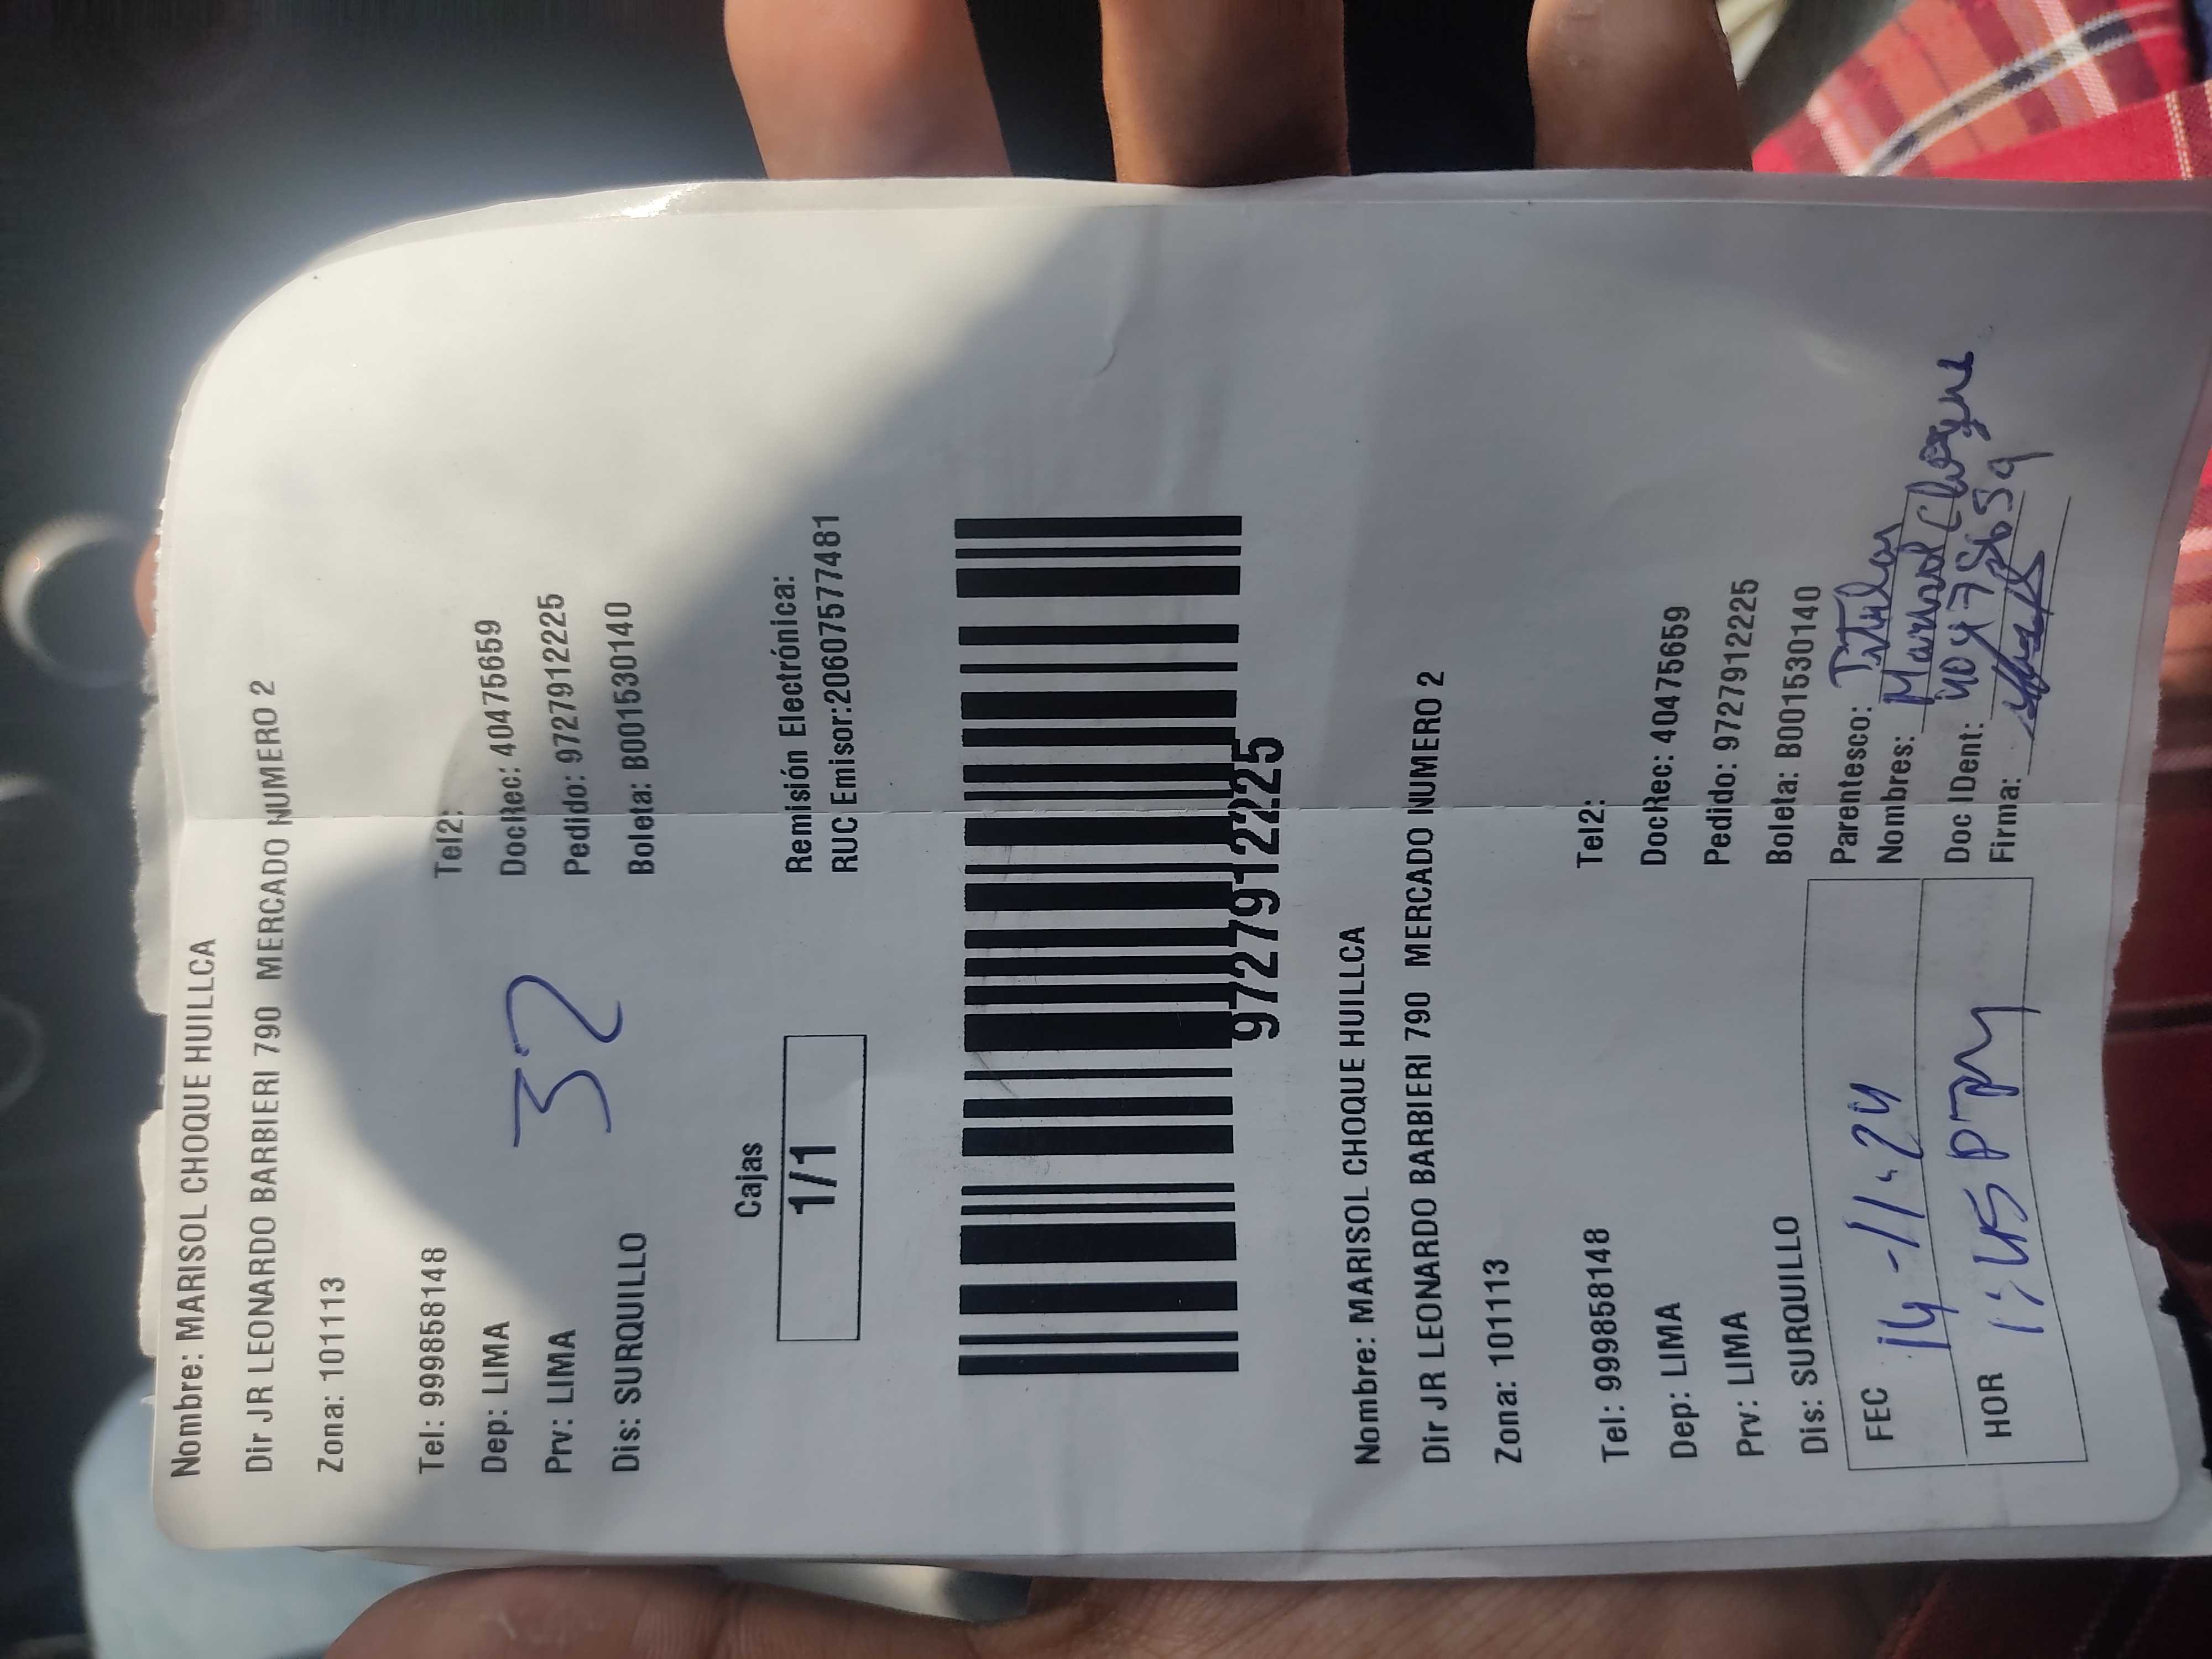 Nombre: MARISOL CHOQUE HUILLCA
Dir JR LEONARDO BARBIERI 790 MERCADO NUMERO 2
Zona: 101113
Tel: 999858148 Tel2:
Dep: LIMA DocRec: 40475659
Prv: LIMA 32 Pedido: 9727912225
Dis: SURQUILLO Boleta: B001530140
Cajas
1/1
Remisión Electrónica:
RUC Emisor:20607577481
9727912225
Nombre: MARISOL CHOQUE HUILLCA
Dir JR LEONARDO BARBIERI 790 MERCADO NUMERO 2
Zona: 101113
Tel: 999858148 Tel2:
Dep: LIMA DocRec: 40475659
Prv: LIMA Pedido: 9727912225
Dis: SURQUILLO Boleta: B001530140
FEC 14-11-24
HOR 1:45 pm
Parentesco: Titular
Nombres: Marisol Choque
Doc IDent:
Firma: